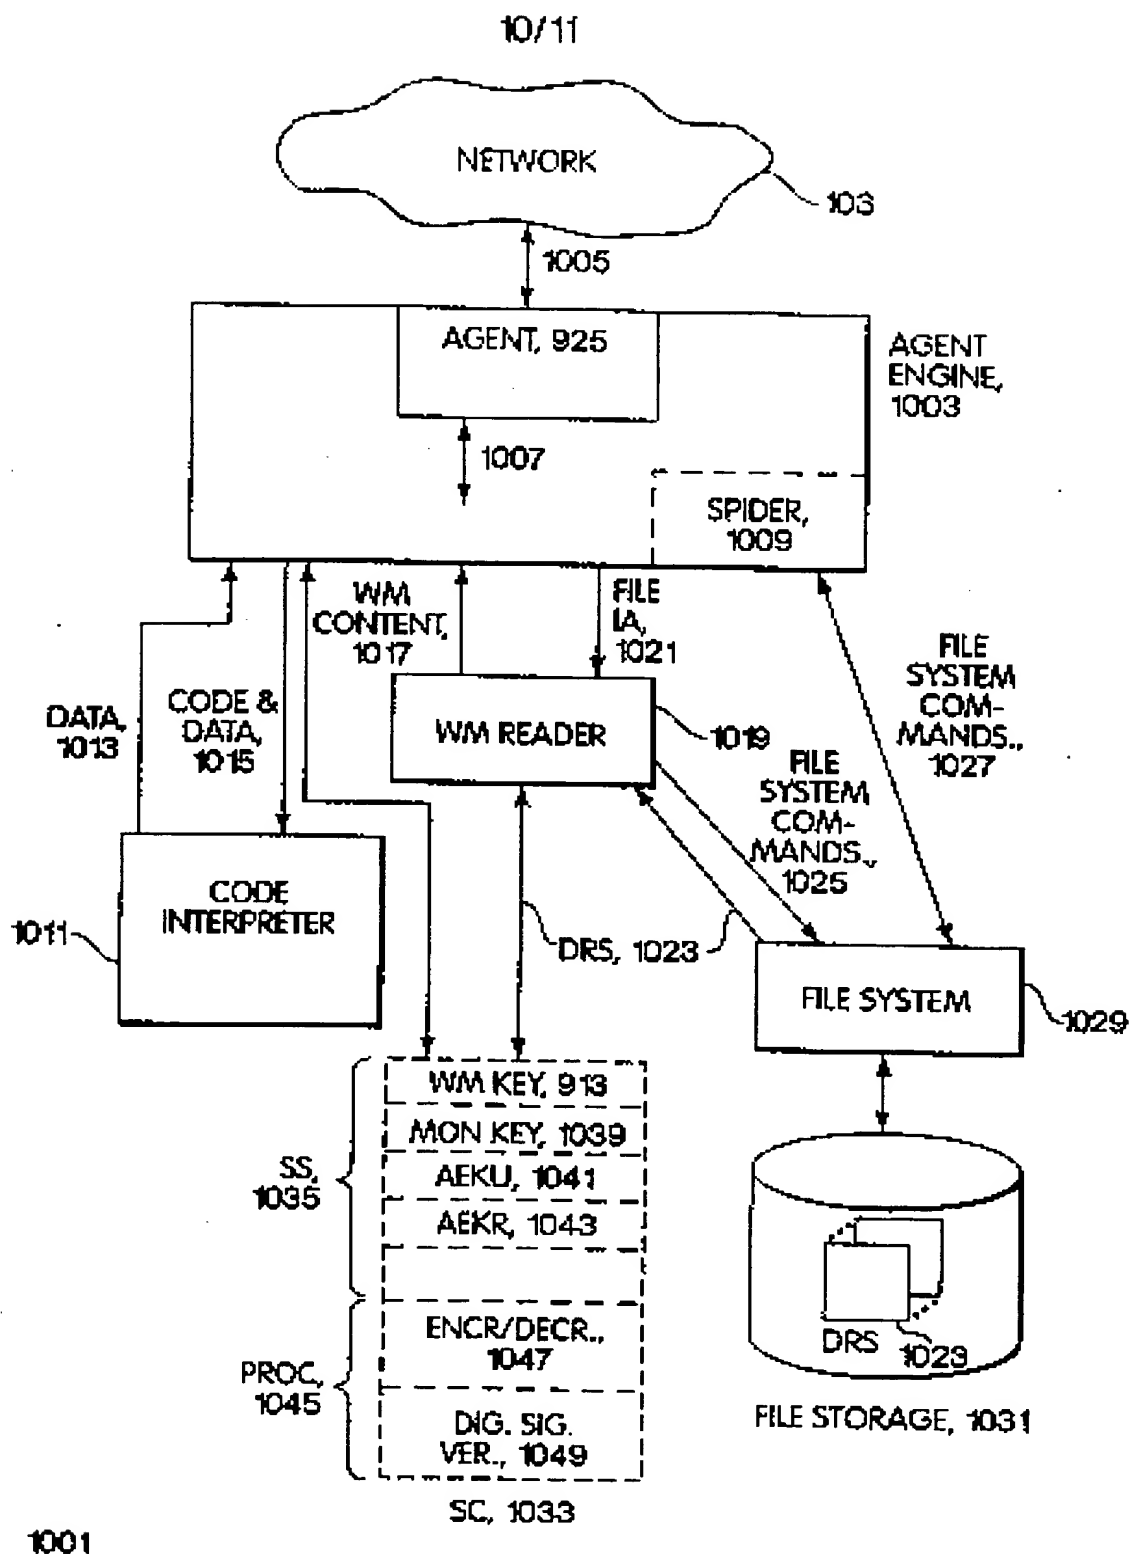 10/11
NETWORK
103
1005
AGENT, 925
AGENT
ENGINE,
1003
1007
SPIDER,
1009
WM
CONTENT,
1017
FILE
IA,
1021
FILE
SYSTEM
COM-
MANDS.,
1027
DATA,
1013
CODE &
DATA,
1015
WM READER
1019
FILE
SYSTEM
COM-
MANDS.,
1025
CODE
INTERPRETER
1011
DRS, 1023
FILE SYSTEM
1029
WM KEY, 913
MON KEY, 1039
AEKU, 1041
AEKR, 1043
SS,
1035
ENCR/DECR.,
1047
PROC,
1045
DIG. SIG.
VER., 1049
SC, 1033
DRS
1023
FILE STORAGE, 1031
1001